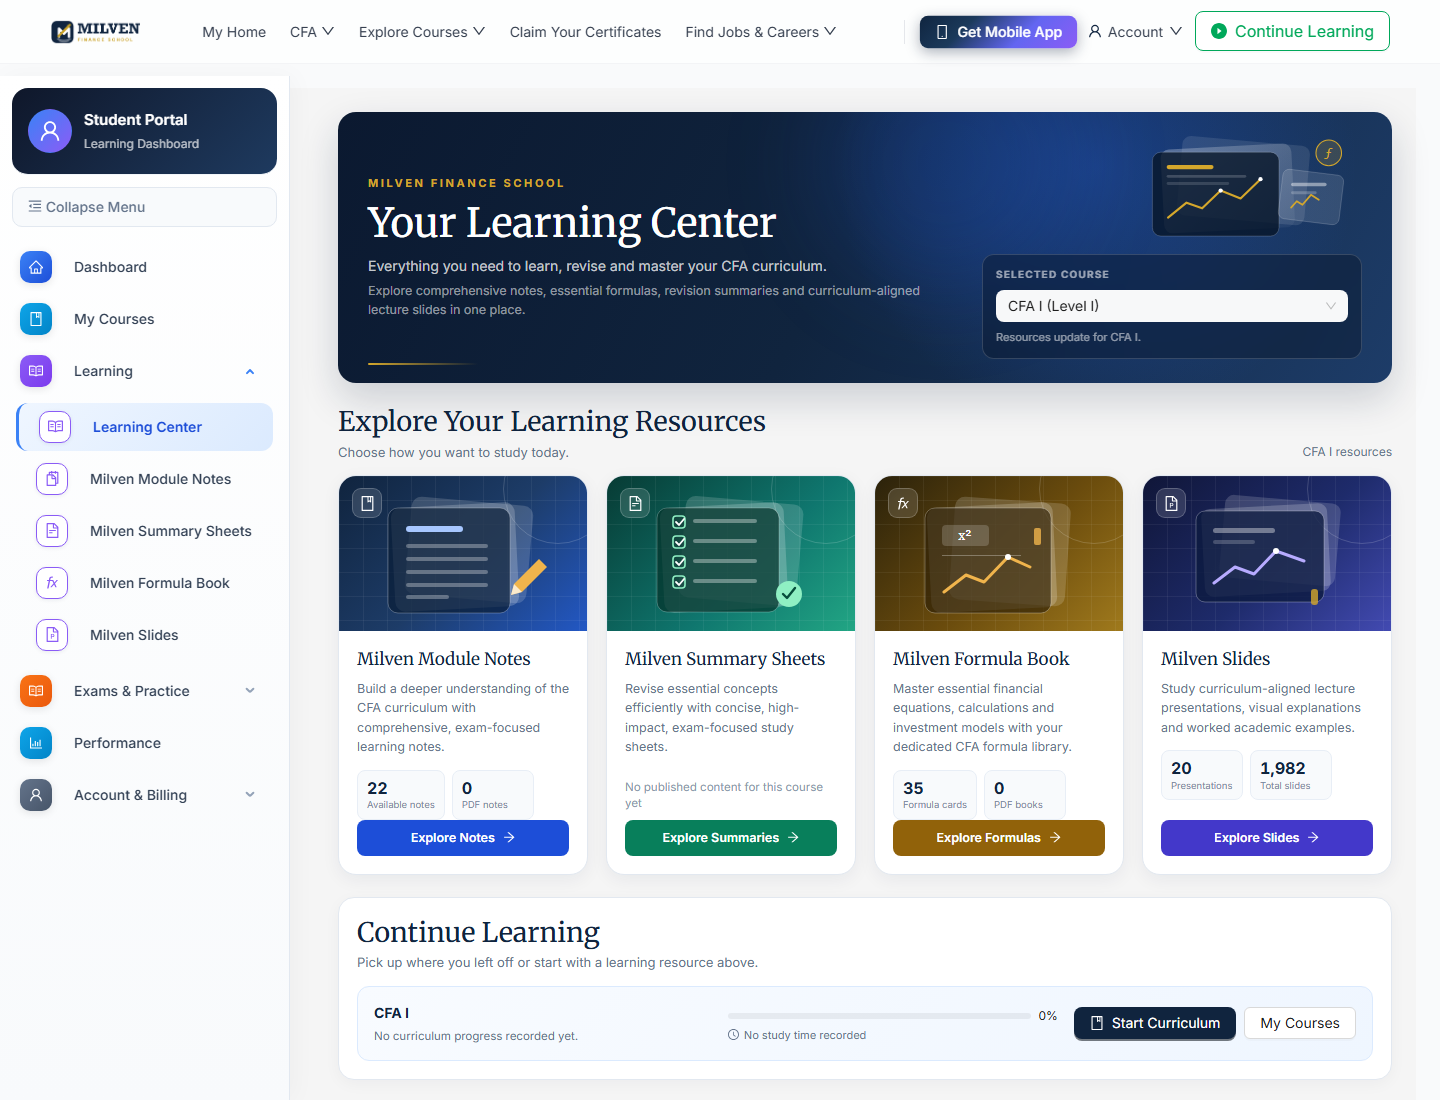 MILVEN
FINANCE SCHOOL
My Home
CFA
Explore Courses
Claim Your Certificates
Find Jobs & Careers
Get Mobile App
Account
Continue Learning
Student Portal
Learning Dashboard
Collapse Menu
Dashboard
My Courses
Learning
Learning Center
Milven Module Notes
Milven Summary Sheets
fx
Milven Formula Book
Milven Slides
Exams & Practice
Performance
Account & Billing
MILVEN FINANCE SCHOOL
Your Learning Center
Everything you need to learn, revise and master your CFA curriculum.
Explore comprehensive notes, essential formulas, revision summaries and curriculum-aligned
lecture slides in one place.
ƒ
SELECTED COURSE
CFA I (Level I)
Resources update for CFA I.
Explore Your Learning Resources
Choose how you want to study today.
CFA I resources
Milven Module Notes
Build a deeper understanding of the
CFA curriculum with
comprehensive, exam-focused
learning notes.
22
Available notes
0
PDF notes
Explore Notes →
Milven Summary Sheets
Revise essential concepts
efficiently with concise, high-
impact, exam-focused study
sheets.
No published content for this course
yet
Explore Summaries →
fx
x²
Milven Formula Book
Master essential financial
equations, calculations and
investment models with your
dedicated CFA formula library.
35
Formula cards
0
PDF books
Explore Formulas →
Milven Slides
Study curriculum-aligned lecture
presentations, visual explanations
and worked academic examples.
20
Presentations
1,982
Total slides
Explore Slides →
Continue Learning
Pick up where you left off or start with a learning resource above.
CFA I
No curriculum progress recorded yet.
0%
No study time recorded
Start Curriculum
My Courses